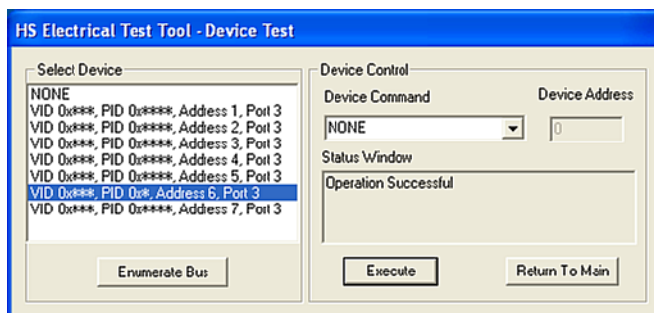 HS Electrical Test Tool - Device Test
Select Device
NONE
VID 0x***, PID 0x****, Address 1, Port 3
VID 0x***, PID 0x****, Address 2, Port 3
VID 0x***, PID 0x****, Address 3, Port 3
VID 0x***, PID 0x****, Address 4, Port 3
VID 0x***, PID 0x****, Address 5, Port 3
VID 0x***, PID 0x*, Address 6, Port 3
VID 0x***, PID 0x****, Address 7, Port 3
Enumerate Bus
Device Control
Device Command
Device Address
NONE
0
Status Window
Operation Successful
Execute
Return To Main